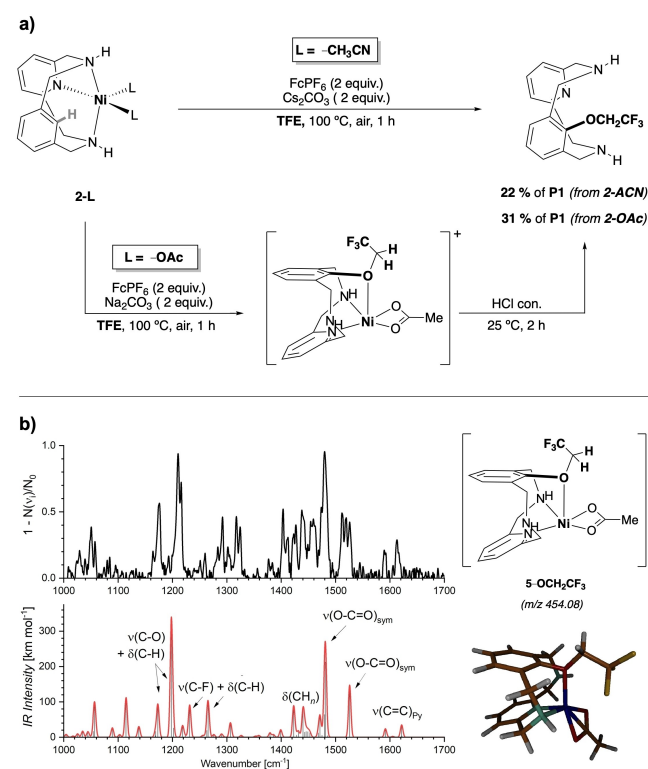 a)
L = –CH3CN
FcPF6 (2 equiv.)
Cs2CO3 ( 2 equiv.)
TFE, 100 ºC, air, 1 h
N
H
N
Ni
L
L
H
N
H
2-L
H
N
N
OCH2CF3
N
H
22 % of P1 (from 2-ACN)
31 % of P1 (from 2-OAc)
L = –OAc
FcPF6 (2 equiv.)
Na2CO3 ( 2 equiv.)
TFE, 100 ºC, air, 1 h
F3C
H
H
O
NH
NH
N
Ni
O
O
Me
+
HCl con.
25 ºC, 2 h
b)
1 - N(νi)/N0
1.0
0.5
0.0
1000 1100 1200 1300 1400 1500 1600 1700
IR Intensity [km mol-1]
300
200
100
0
ν(C-O)
+ δ(C-H)
ν(C-F) + δ(C-H)
δ(CHn)
ν(O-C=O)sym
ν(O-C=O)sym
ν(C=C)Py
1000 1100 1200 1300 1400 1500 1600 1700
Wavenumber [cm-1]
F3C
H
H
O
NH
NH
N
Ni
O
O
Me
5-OCH2CF3
(m/z 454.08)